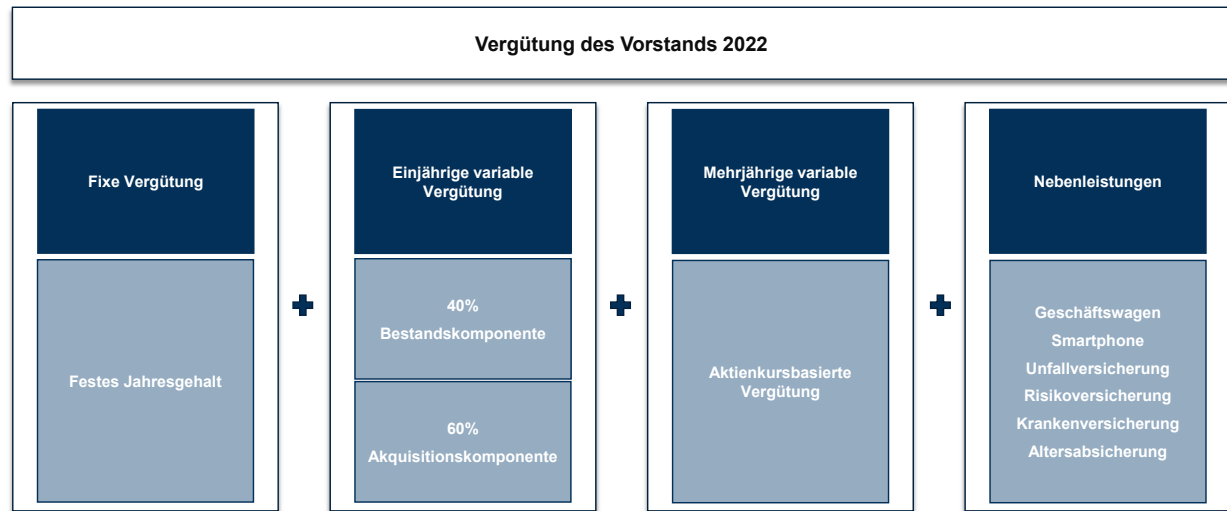 Vergütung des Vorstands 2022
Fixe Vergütung
Festes Jahresgehalt
Einjährige variable
Vergütung
40%
Bestandskomponente
60%
Akquisitionskomponente
Mehrjährige variable
Vergütung
Aktienkursbasierte
Vergütung
Nebenleistungen
Geschäftswagen
Smartphone
Unfallversicherung
Risikoversicherung
Krankenversicherung
Altersabsicherung